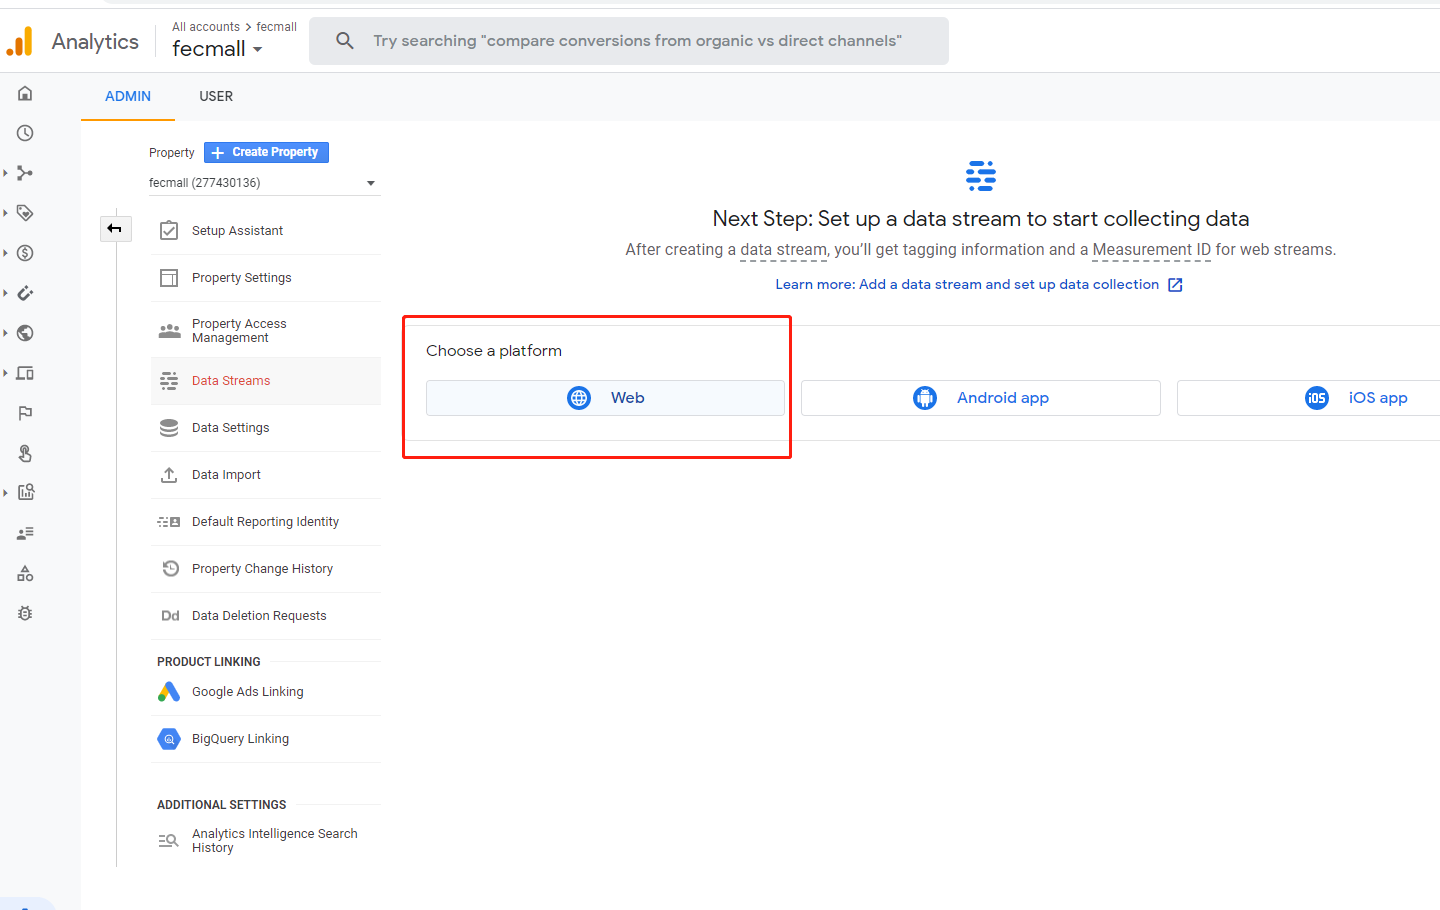 Analytics
All accounts > fecmall
fecmall
Try searching "compare conversions from organic vs direct channels"
ADMIN
USER
Property
+ Create Property
fecmall (277430136)
Setup Assistant
Property Settings
Property Access
Management
Data Streams
Data Settings
Data Import
Default Reporting Identity
Property Change History
Dd Data Deletion Requests
PRODUCT LINKING
Google Ads Linking
BigQuery Linking
ADDITIONAL SETTINGS
Analytics Intelligence Search
History
Next Step: Set up a data stream to start collecting data
After creating a data stream, you’ll get tagging information and a Measurement ID for web streams.
Learn more: Add a data stream and set up data collection
Choose a platform
Web
Android app
iOS iOS app